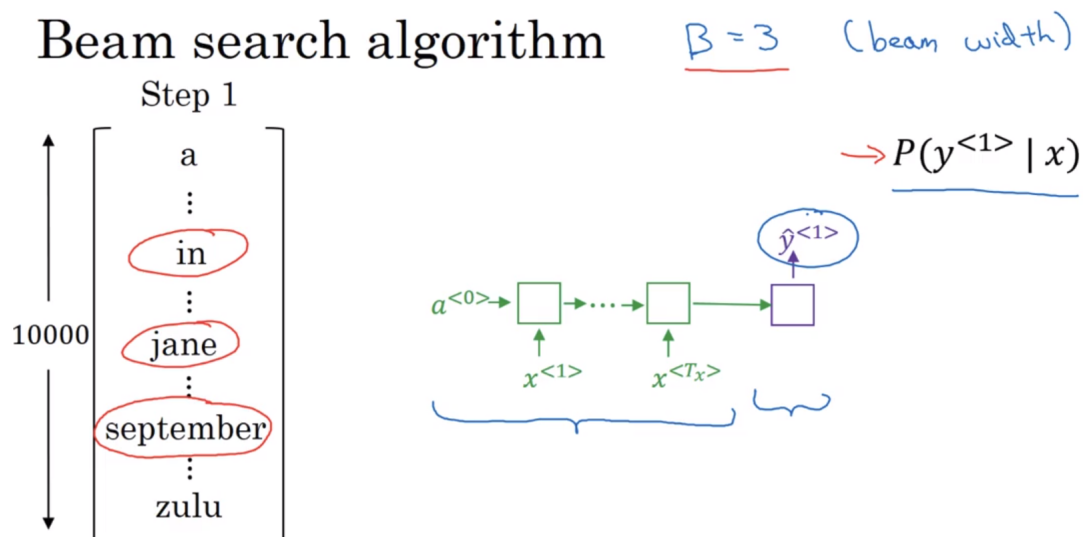 Beam search algorithm
B = 3 (beam width)
Step 1
a
⋮
in
⋮
jane
⋮
september
⋮
zulu
10000
P(y<1> | x)
ŷ<1>
a<0>
...
x<1>
x<Tx>